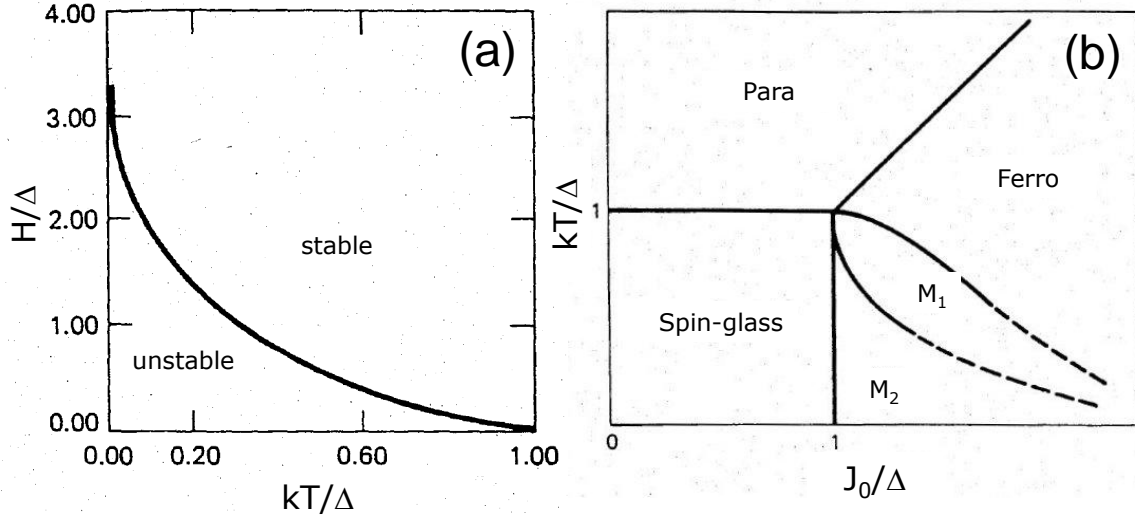 (a)
4.00
3.00
2.00
1.00
0.00
H/Δ
stable
unstable
0.00 0.20 0.60 1.00
kT/Δ
(b)
Para
Ferro
kT/Δ
1
M₁
Spin-glass
M₂
0 1
J₀/Δ